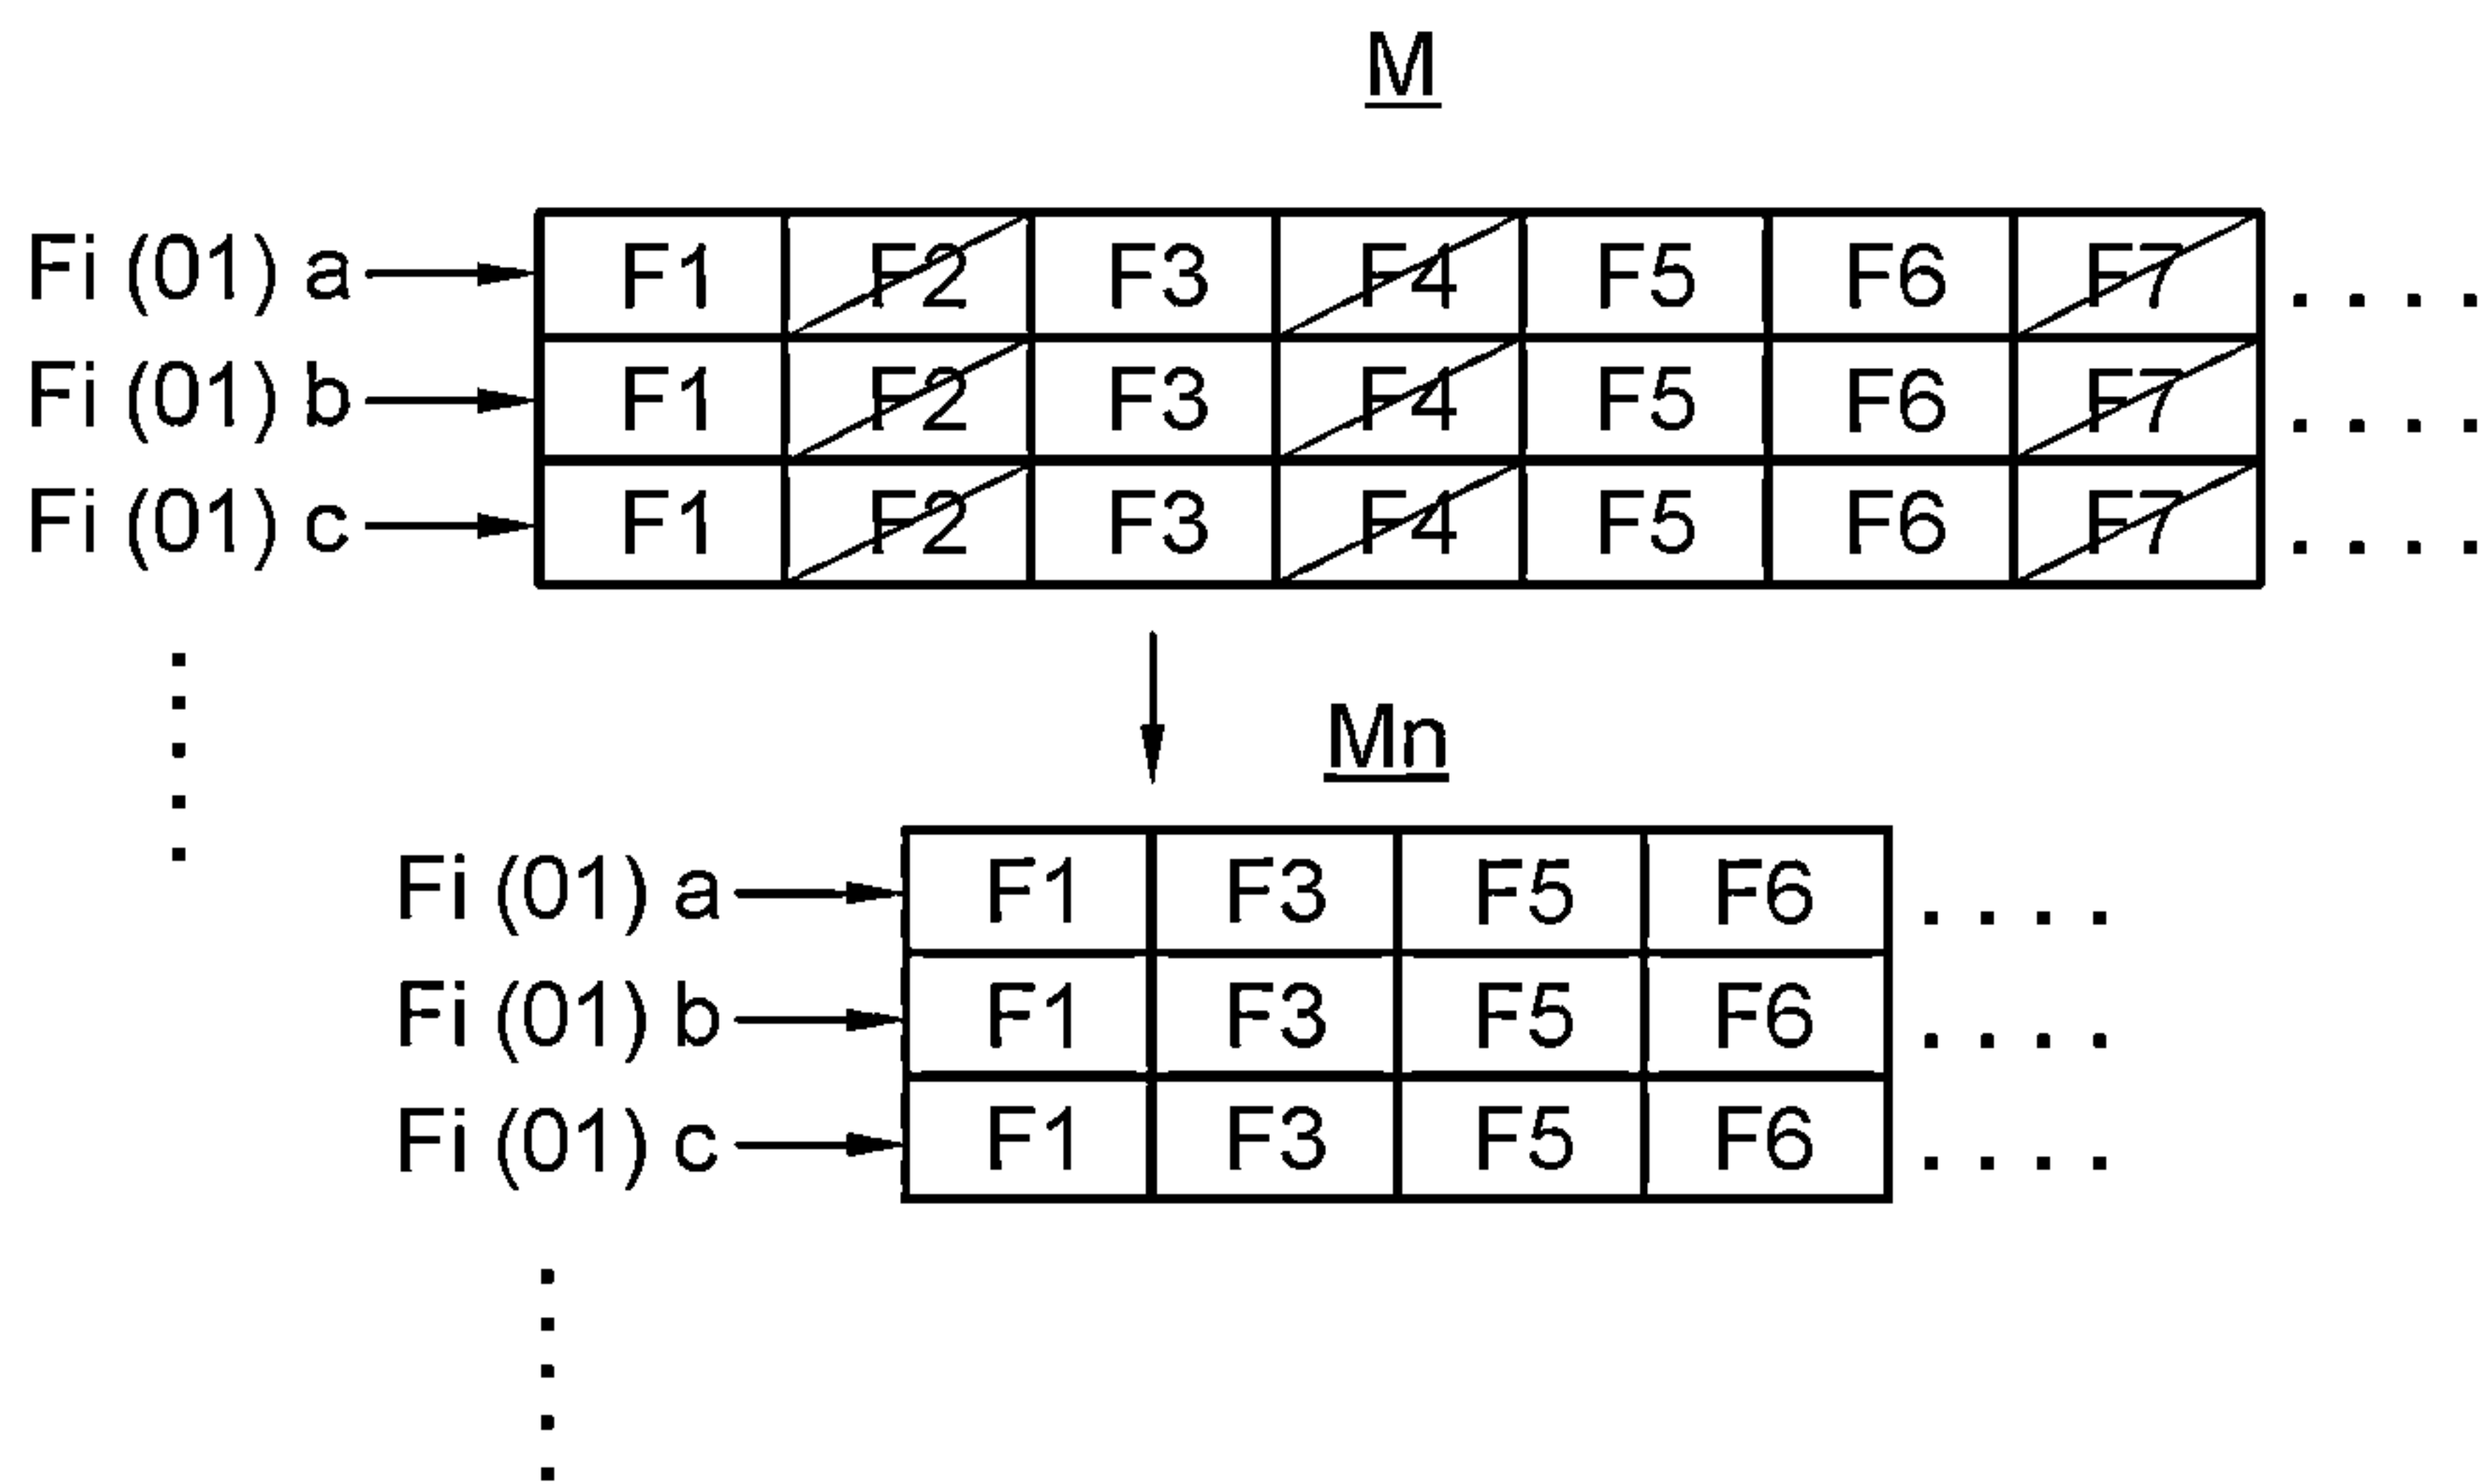 M
Fi (01) a F1 F2 F3 F4 F5 F6 F7 . . . .
Fi (01) b F1 F2 F3 F4 F5 F6 F7 . . . .
Fi (01) c F1 F2 F3 F4 F5 F6 F7 . . . .
Mn
Fi (01) a F1 F3 F5 F6 . . . .
Fi (01) b F1 F3 F5 F6 . . . .
Fi (01) c F1 F3 F5 F6 . . . .